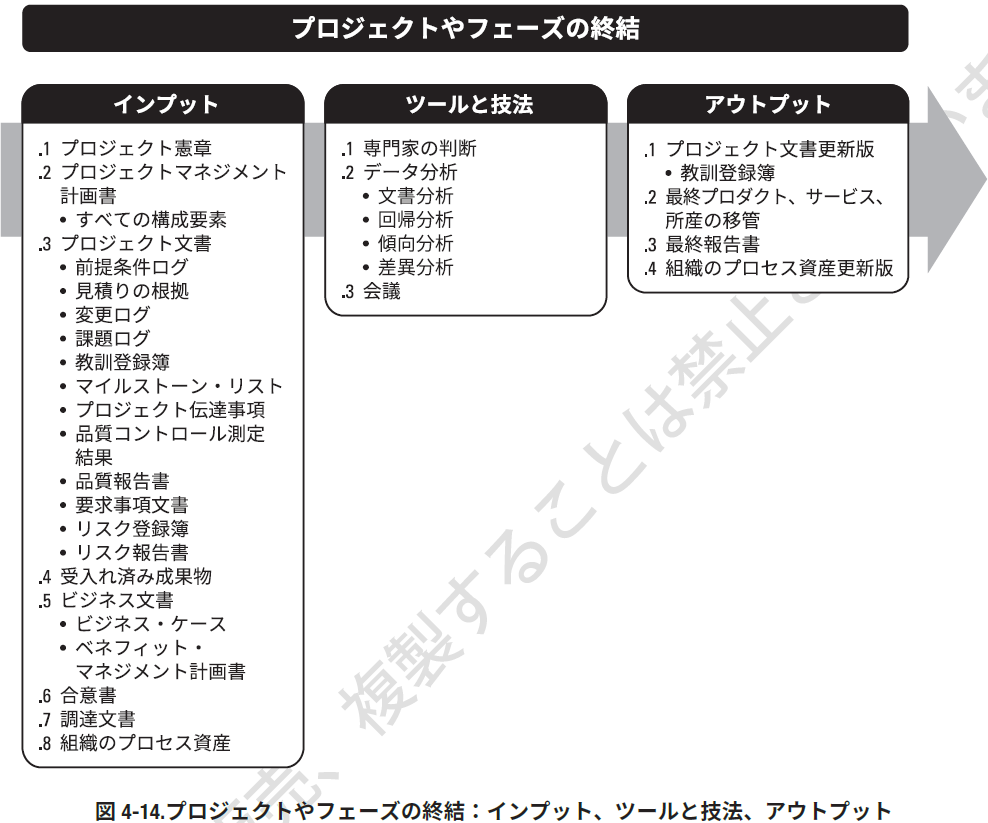 プロジェクトやフェーズの終結
インプット
.1 プロジェクト憲章
.2 プロジェクトマネジメント
計画書
• すべての構成要素
.3 プロジェクト文書
• 前提条件ログ
• 見積りの根拠
• 変更ログ
• 課題ログ
• 教訓登録簿
• マイルストーン・リスト
• プロジェクト伝達事項
• 品質コントロール測定
結果
• 品質報告書
• 要求事項文書
• リスク登録簿
• リスク報告書
.4 受入れ済み成果物
.5 ビジネス文書
• ビジネス・ケース
• ベネフィット・
マネジメント計画書
.6 合意書
.7 調達文書
.8 組織のプロセス資産
ツールと技法
.1 専門家の判断
.2 データ分析
• 文書分析
• 回帰分析
• 傾向分析
• 差異分析
.3 会議
アウトプット
.1 プロジェクト文書更新版
• 教訓登録簿
.2 最終プロダクト、サービス、
所産の移管
.3 最終報告書
.4 組織のプロセス資産更新版
売、複製することは禁止
図 4-14.プロジェクトやフェーズの終結：インプット、ツールと技法、アウトプット